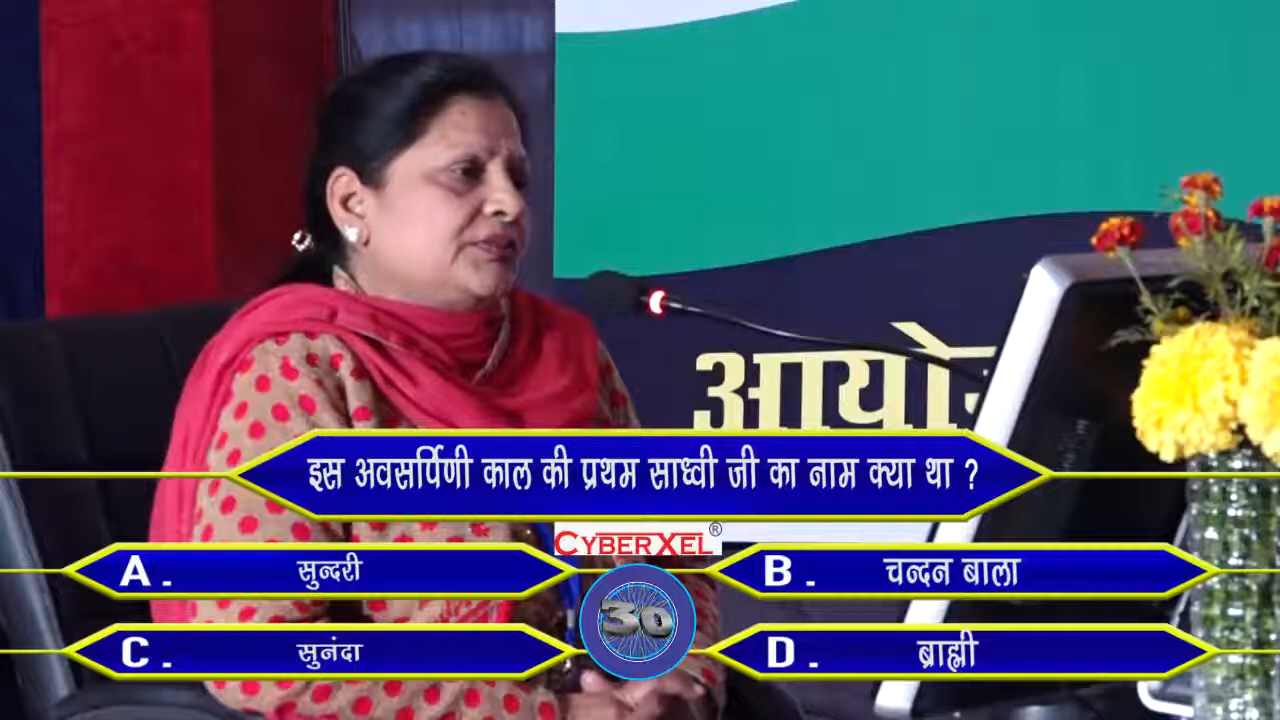 आयो
इस अवसर्पिणी काल की प्रथम साध्वी जी का नाम क्या था ?
CYBERXEL®
A. सुन्दरी
B. चन्दन बाला
30
C. सुनंदा
D. ब्राह्मी